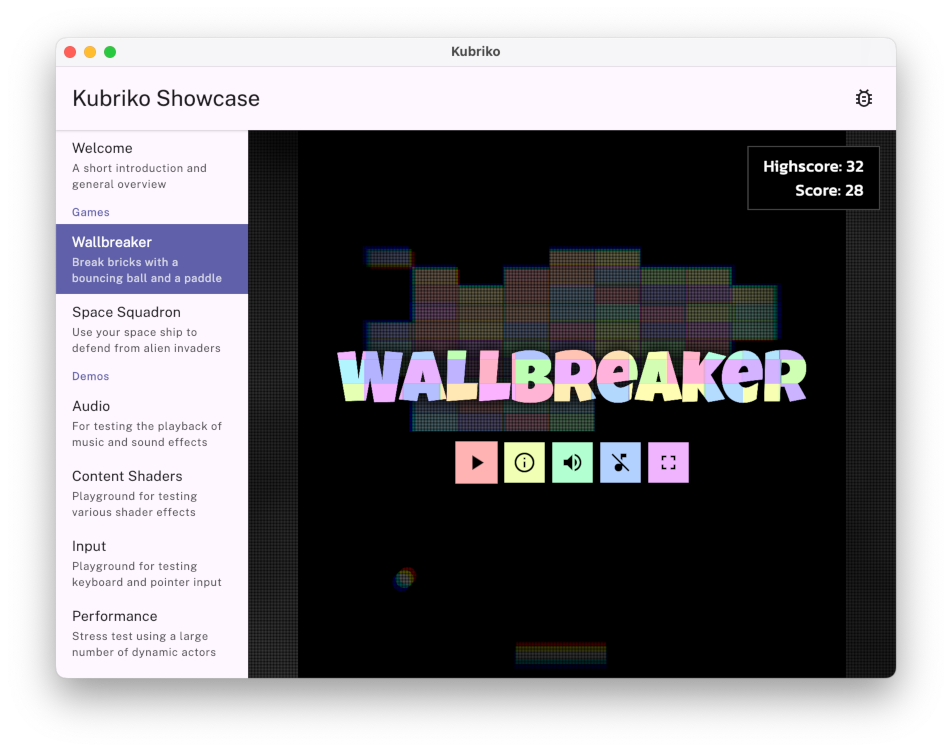 Kubriko
Kubriko Showcase
Welcome
A short introduction and
general overview
Games
Wallbreaker
Break bricks with a
bouncing ball and a paddle
Space Squadron
Use your space ship to
defend from alien invaders
Demos
Audio
For testing the playback of
music and sound effects
Content Shaders
Playground for testing
various shader effects
Input
Playground for testing
keyboard and pointer input
Performance
Stress test using a large
number of dynamic actors
Highscore: 32
Score: 28
WALLBREAKER